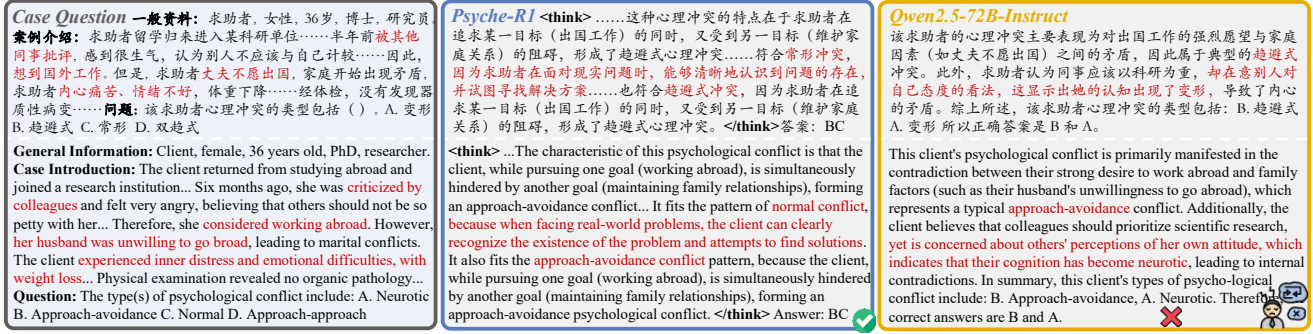 Case Question 一般资料：求助者，女性，36岁，博士，研究员。
案例介绍：求助者留学归来进入某科研单位……半年前被其他
同事批评，感到很生气，认为别人不应该与自己计较……因此，
想到国外工作。但是，求助者丈夫不愿出国，家庭开始出现矛盾，
求助者内心痛苦、情绪不好，体重下降……经体检，没有发现器
质性病变……问题：该求助者心理冲突的类型包括（）。A. 变形
B. 趋避式 C. 常形 D. 双趋式
General Information: Client, female, 36 years old, PhD, researcher.
Case Introduction: The client returned from studying abroad and
joined a research institution... Six months ago, she was criticized by
colleagues and felt very angry, believing that others should not be so
petty with her... Therefore, she considered working abroad. However,
her husband was unwilling to go broad, leading to marital conflicts.
The client experienced inner distress and emotional difficulties, with
weight loss... Physical examination revealed no organic pathology...
Question: The type(s) of psychological conflict include: A. Neurotic
B. Approach-avoidance C. Normal D. Approach-approach
Psyche-R1 <think> ……这种心理冲突的特点在于求助者在
追求某一目标（出国工作）的同时，又受到另一目标（维护家
庭关系）的阻碍，形成了趋避式心理冲突……符合常形冲突，
因为求助者在面对现实问题时，能够清晰地认识到问题的存在，
并试图寻找解决方案……也符合趋避式冲突，因为求助者在追
求某一目标（出国工作）的同时，又受到另一目标（维护家庭
关系）的阻碍，形成了趋避式心理冲突。</think>答案：BC
<think> ...The characteristic of this psychological conflict is that the
client, while pursuing one goal (working abroad), is simultaneously
hindered by another goal (maintaining family relationships), forming
an approach-avoidance conflict... It fits the pattern of normal conflict,
because when facing real-world problems, the client can clearly
recognize the existence of the problem and attempts to find solutions.
It also fits the approach-avoidance conflict pattern, because the client,
while pursuing one goal (working abroad), is simultaneously hindered
by another goal (maintaining family relationships), forming an
approach-avoidance psychological conflict. </think> Answer: BC
Qwen2.5-72B-Instruct
该求助者的心理冲突主要表现为对出国工作的强烈愿望与家庭
因素（如丈夫不愿出国）之间的矛盾，因此属于典型的趋避式
冲突。此外，求助者认为同事应该以科研为重，却在意别人对
自己态度的看法，这显示出她的认知出现了变形，导致了内心
的矛盾。综上所述，该求助者心理冲突的类型包括：B. 趋避式
A. 变形 所以正确答案是 B 和 A。
This client's psychological conflict is primarily manifested in the
contradiction between their strong desire to work abroad and family
factors (such as their husband's unwillingness to go abroad), which
represents a typical approach-avoidance conflict. Additionally, the
client believes that colleagues should prioritize scientific research,
yet is concerned about others' perceptions of her own attitude, which
indicates that their cognition has become neurotic, leading to internal
contradictions. In summary, this client's types of psycho-logical
conflict include: B. Approach-avoidance, A. Neurotic. Therefore,
correct answers are B and A.